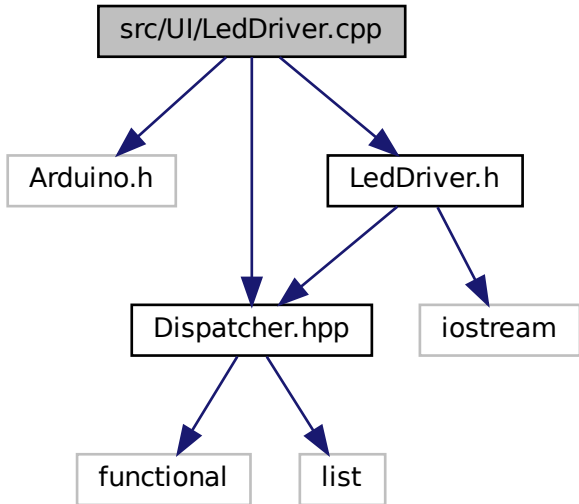 src/UI/LedDriver.cpp
Arduino.h
LedDriver.h
Dispatcher.hpp
iostream
functional
list